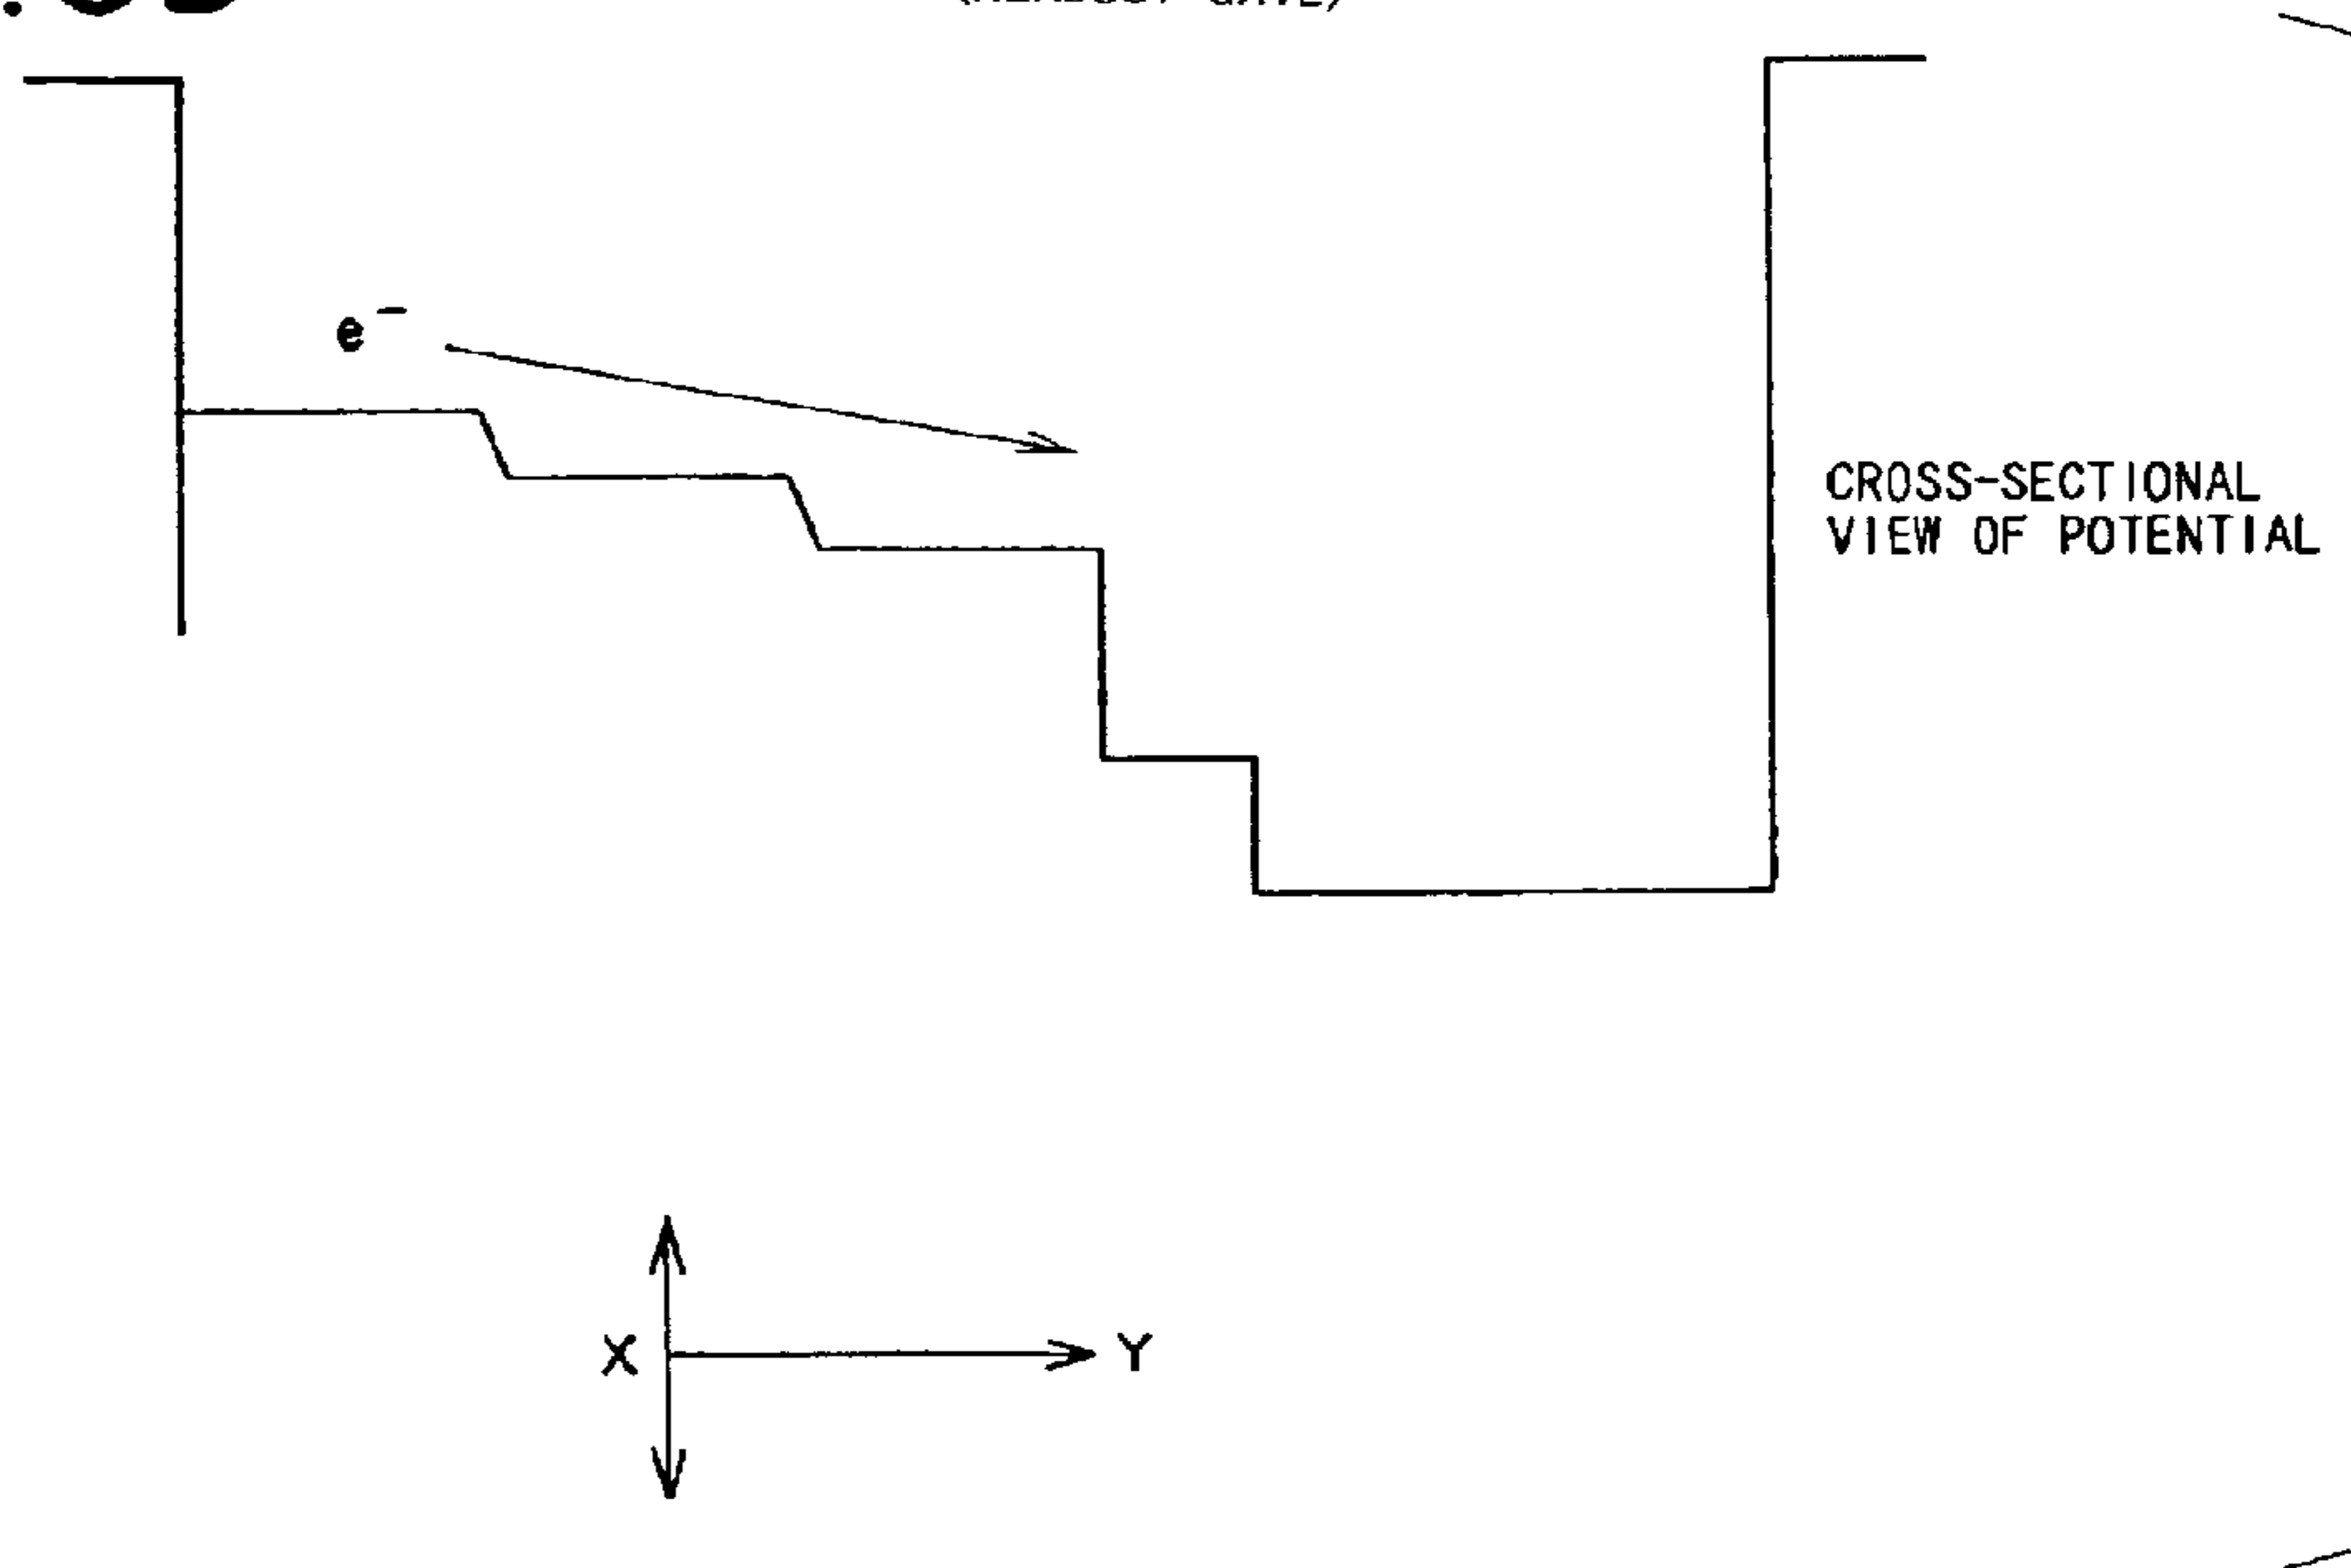 e−
CROSS-SECTIONAL
VIEW OF POTENTIAL
X
Y